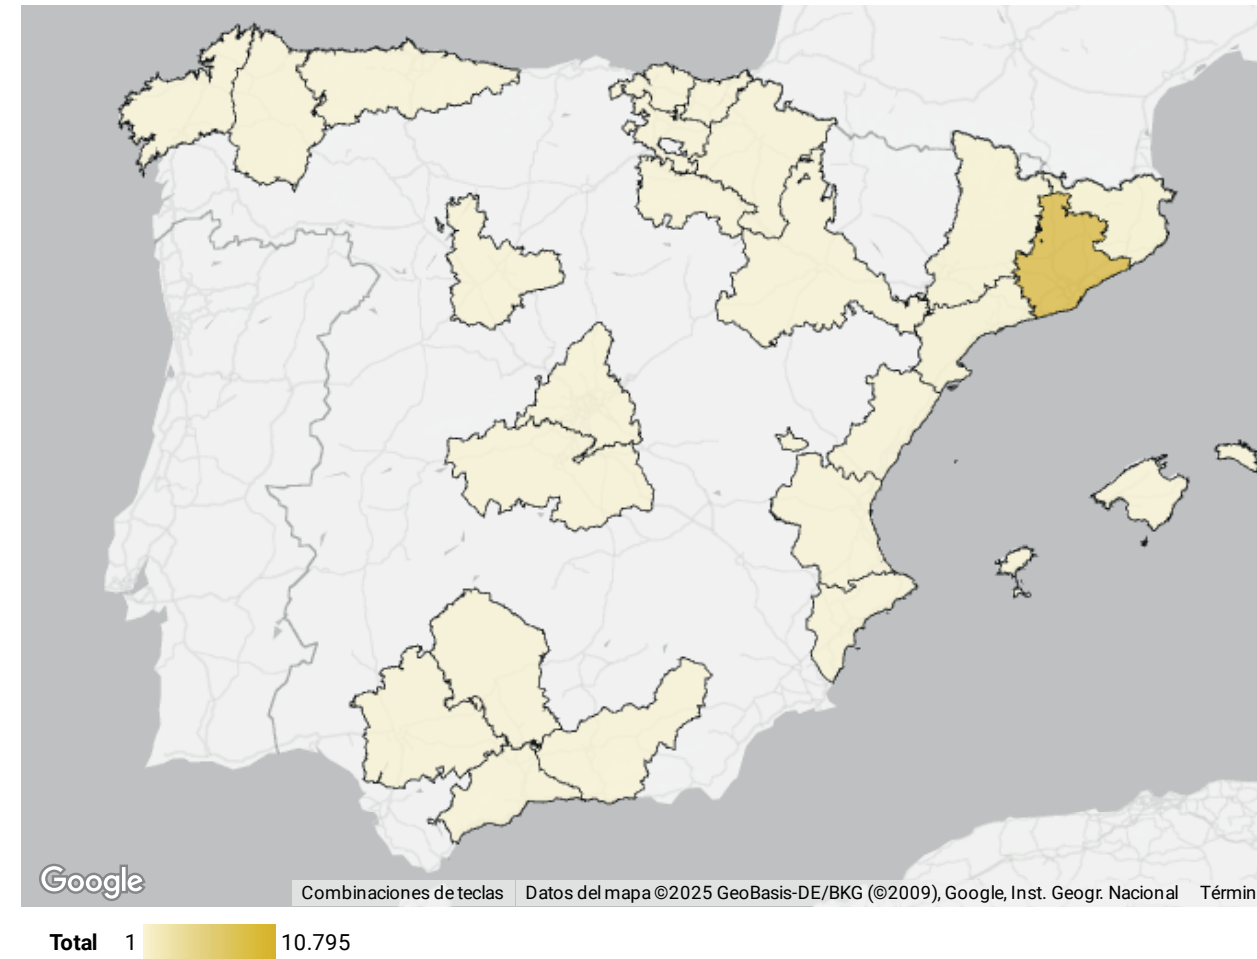 Google
Combinaciones de teclas
Datos del mapa ©2025 GeoBasis-DE/BKG (©2009), Google, Inst. Geogr. Nacional
Términ
Total 1 10.795